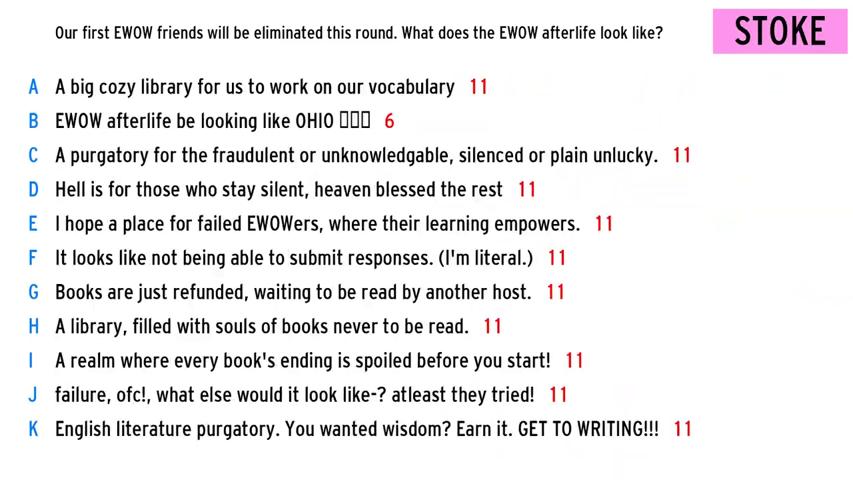 Our first EWOW friends will be eliminated this round. What does the EWOW afterlife look like?
STOKE
A A big cozy library for us to work on our vocabulary 11
B EWOW afterlife be looking like OHIO 6
C A purgatory for the fraudulent or unknowledgable, silenced or plain unlucky. 11
D Hell is for those who stay silent, heaven blessed the rest 11
E I hope a place for failed EWOWers, where their learning empowers. 11
F It looks like not being able to submit responses. (I'm literal.) 11
G Books are just refunded, waiting to be read by another host. 11
H A library, filled with souls of books never to be read. 11
I A realm where every book's ending is spoiled before you start! 11
J failure, ofc!, what else would it look like-? atleast they tried! 11
K English literature purgatory. You wanted wisdom? Earn it. GET TO WRITING!!! 11